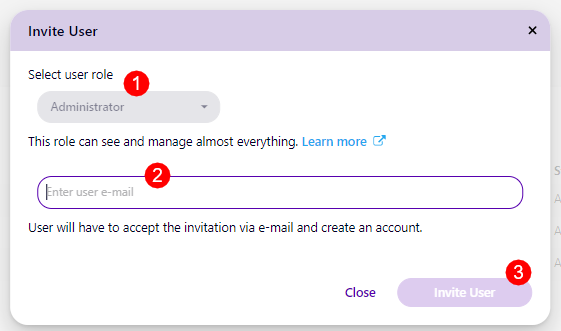 Invite User
×
Select user role
1
Administrator
This role can see and manage almost everything. Learn more
2
Enter user e-mail
User will have to accept the invitation via e-mail and create an account.
3
Close Invite User